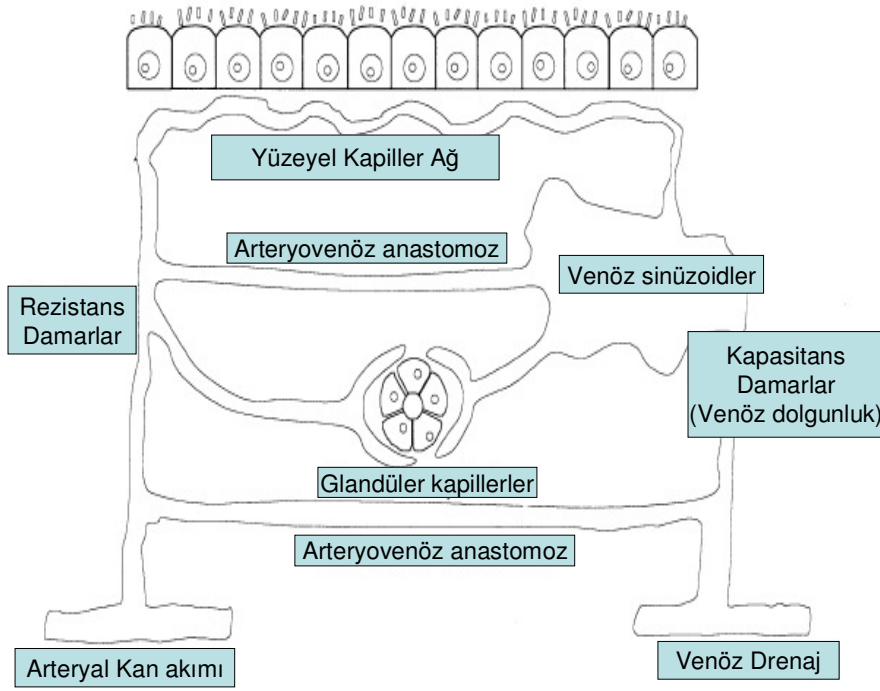 Yüzeyel Kapiller Ağ
Arteryovenöz anastomoz
Venöz sinüzoidler
Rezistans
Damarlar
Kapasitans
Damarlar
(Venöz dolgunluk)
Glandüler kapillerler
Arteryovenöz anastomoz
Arteryal Kan akımı
Venöz Drenaj